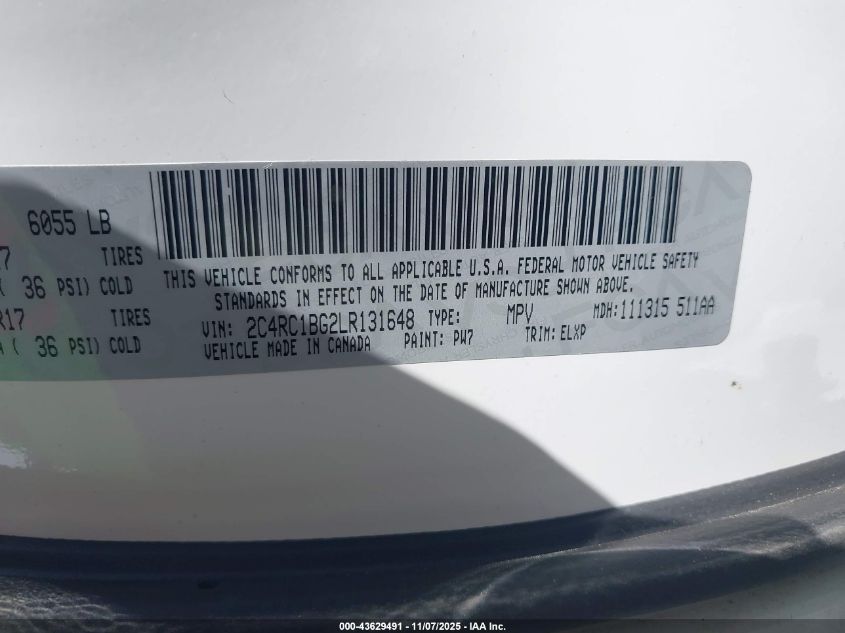 6055 LB
7 TIRES
( 36 PSI) COLD
R17 TIRES
A ( 36 PSI) COLD
THIS VEHICLE CONFORMS TO ALL APPLICABLE U.S.A. FEDERAL MOTOR VEHICLE SAFETY
STANDARDS IN EFFECT ON THE DATE OF MANUFACTURE SHOWN ABOVE.
VIN: 2C4RC1BG2LR131648 TYPE: MPV MDH: 111315 511AA
VEHICLE MADE IN CANADA PAINT: PW7 TRIM: ELXP
000-43629491 - 11/07/2025 - IAA Inc.